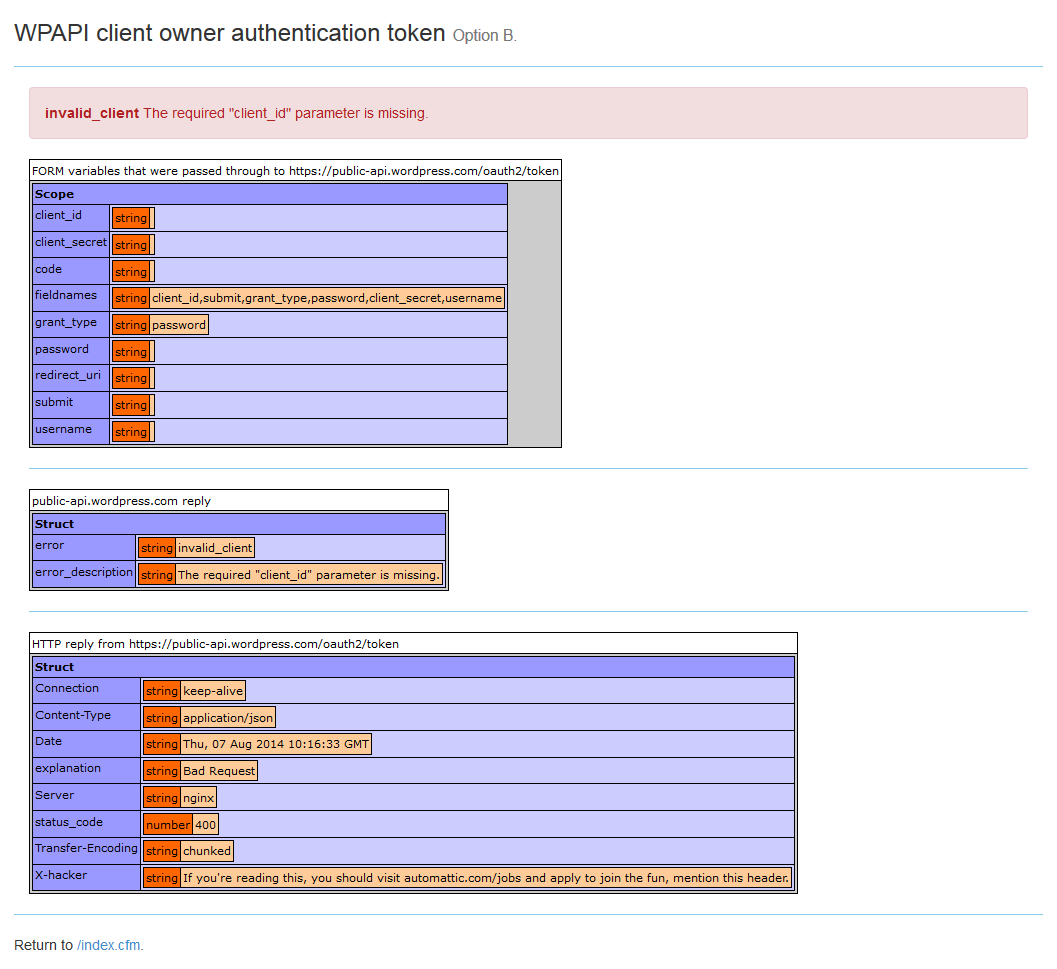 WPAPI client owner authentication token Option B.
invalid_client The required "client_id" parameter is missing.
FORM variables that were passed through to https://public-api.wordpress.com/oauth2/token
Scope
client_id string
client_secret string
code string
fieldnames string client_id,submit,grant_type,password,client_secret,username
grant_type string password
password string
redirect_uri string
submit string
username string
public-api.wordpress.com reply
Struct
error string invalid_client
error_description string The required "client_id" parameter is missing.
HTTP reply from https://public-api.wordpress.com/oauth2/token
Struct
Connection string keep-alive
Content-Type string application/json
Date string Thu, 07 Aug 2014 10:16:33 GMT
explanation string Bad Request
Server string nginx
status_code number 400
Transfer-Encoding string chunked
X-hacker string If you're reading this, you should visit automattic.com/jobs and apply to join the fun, mention this header.
Return to /index.cfm.